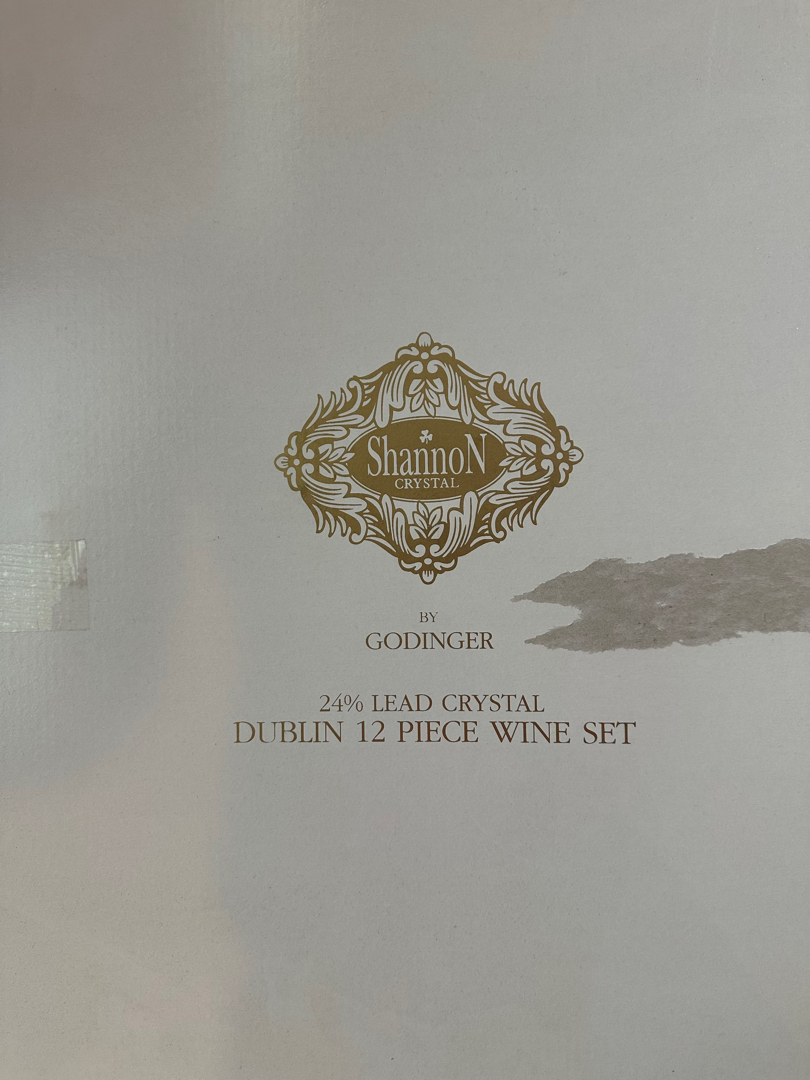 ShannoN
CRYSTAL
BY
GODINGER
24% LEAD CRYSTAL
DUBLIN 12 PIECE WINE SET